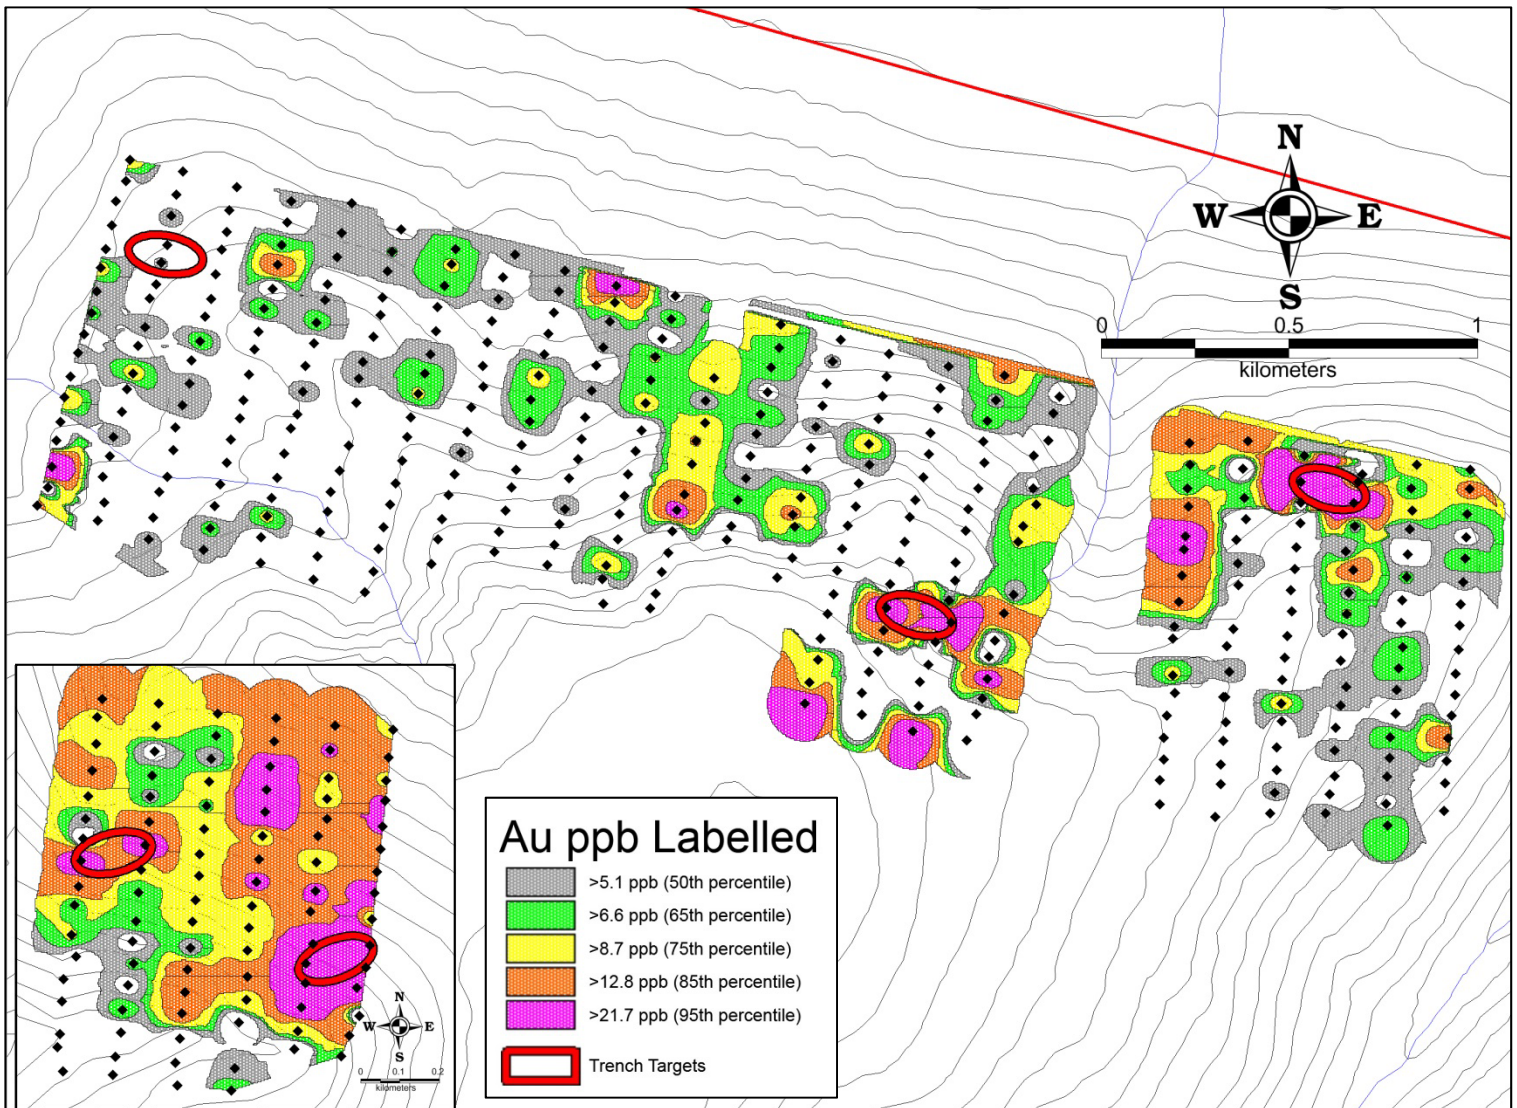 N
W E
S
0 0.5 1
kilometers
Au ppb Labelled
>5.1 ppb (50th percentile)
>6.6 ppb (65th percentile)
>8.7 ppb (75th percentile)
>12.8 ppb (85th percentile)
>21.7 ppb (95th percentile)
Trench Targets
N
W E
S
0 0.1 0.2
kilometers